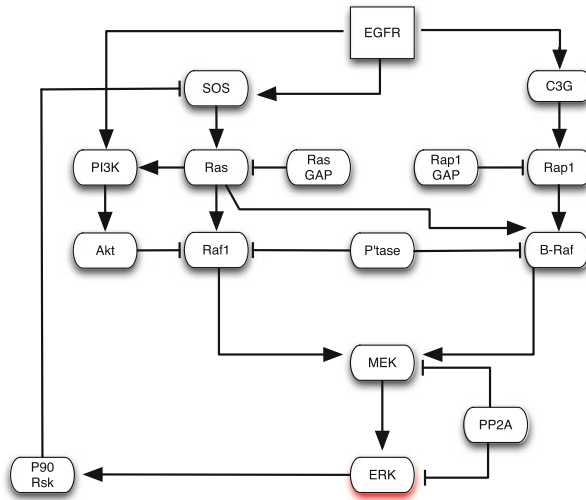 EGFR
SOS
C3G
PI3K
Ras
Ras
GAP
Rap1
GAP
Rap1
Akt
Raf1
P'tase
B-Raf
MEK
PP2A
P90
Rsk
ERK